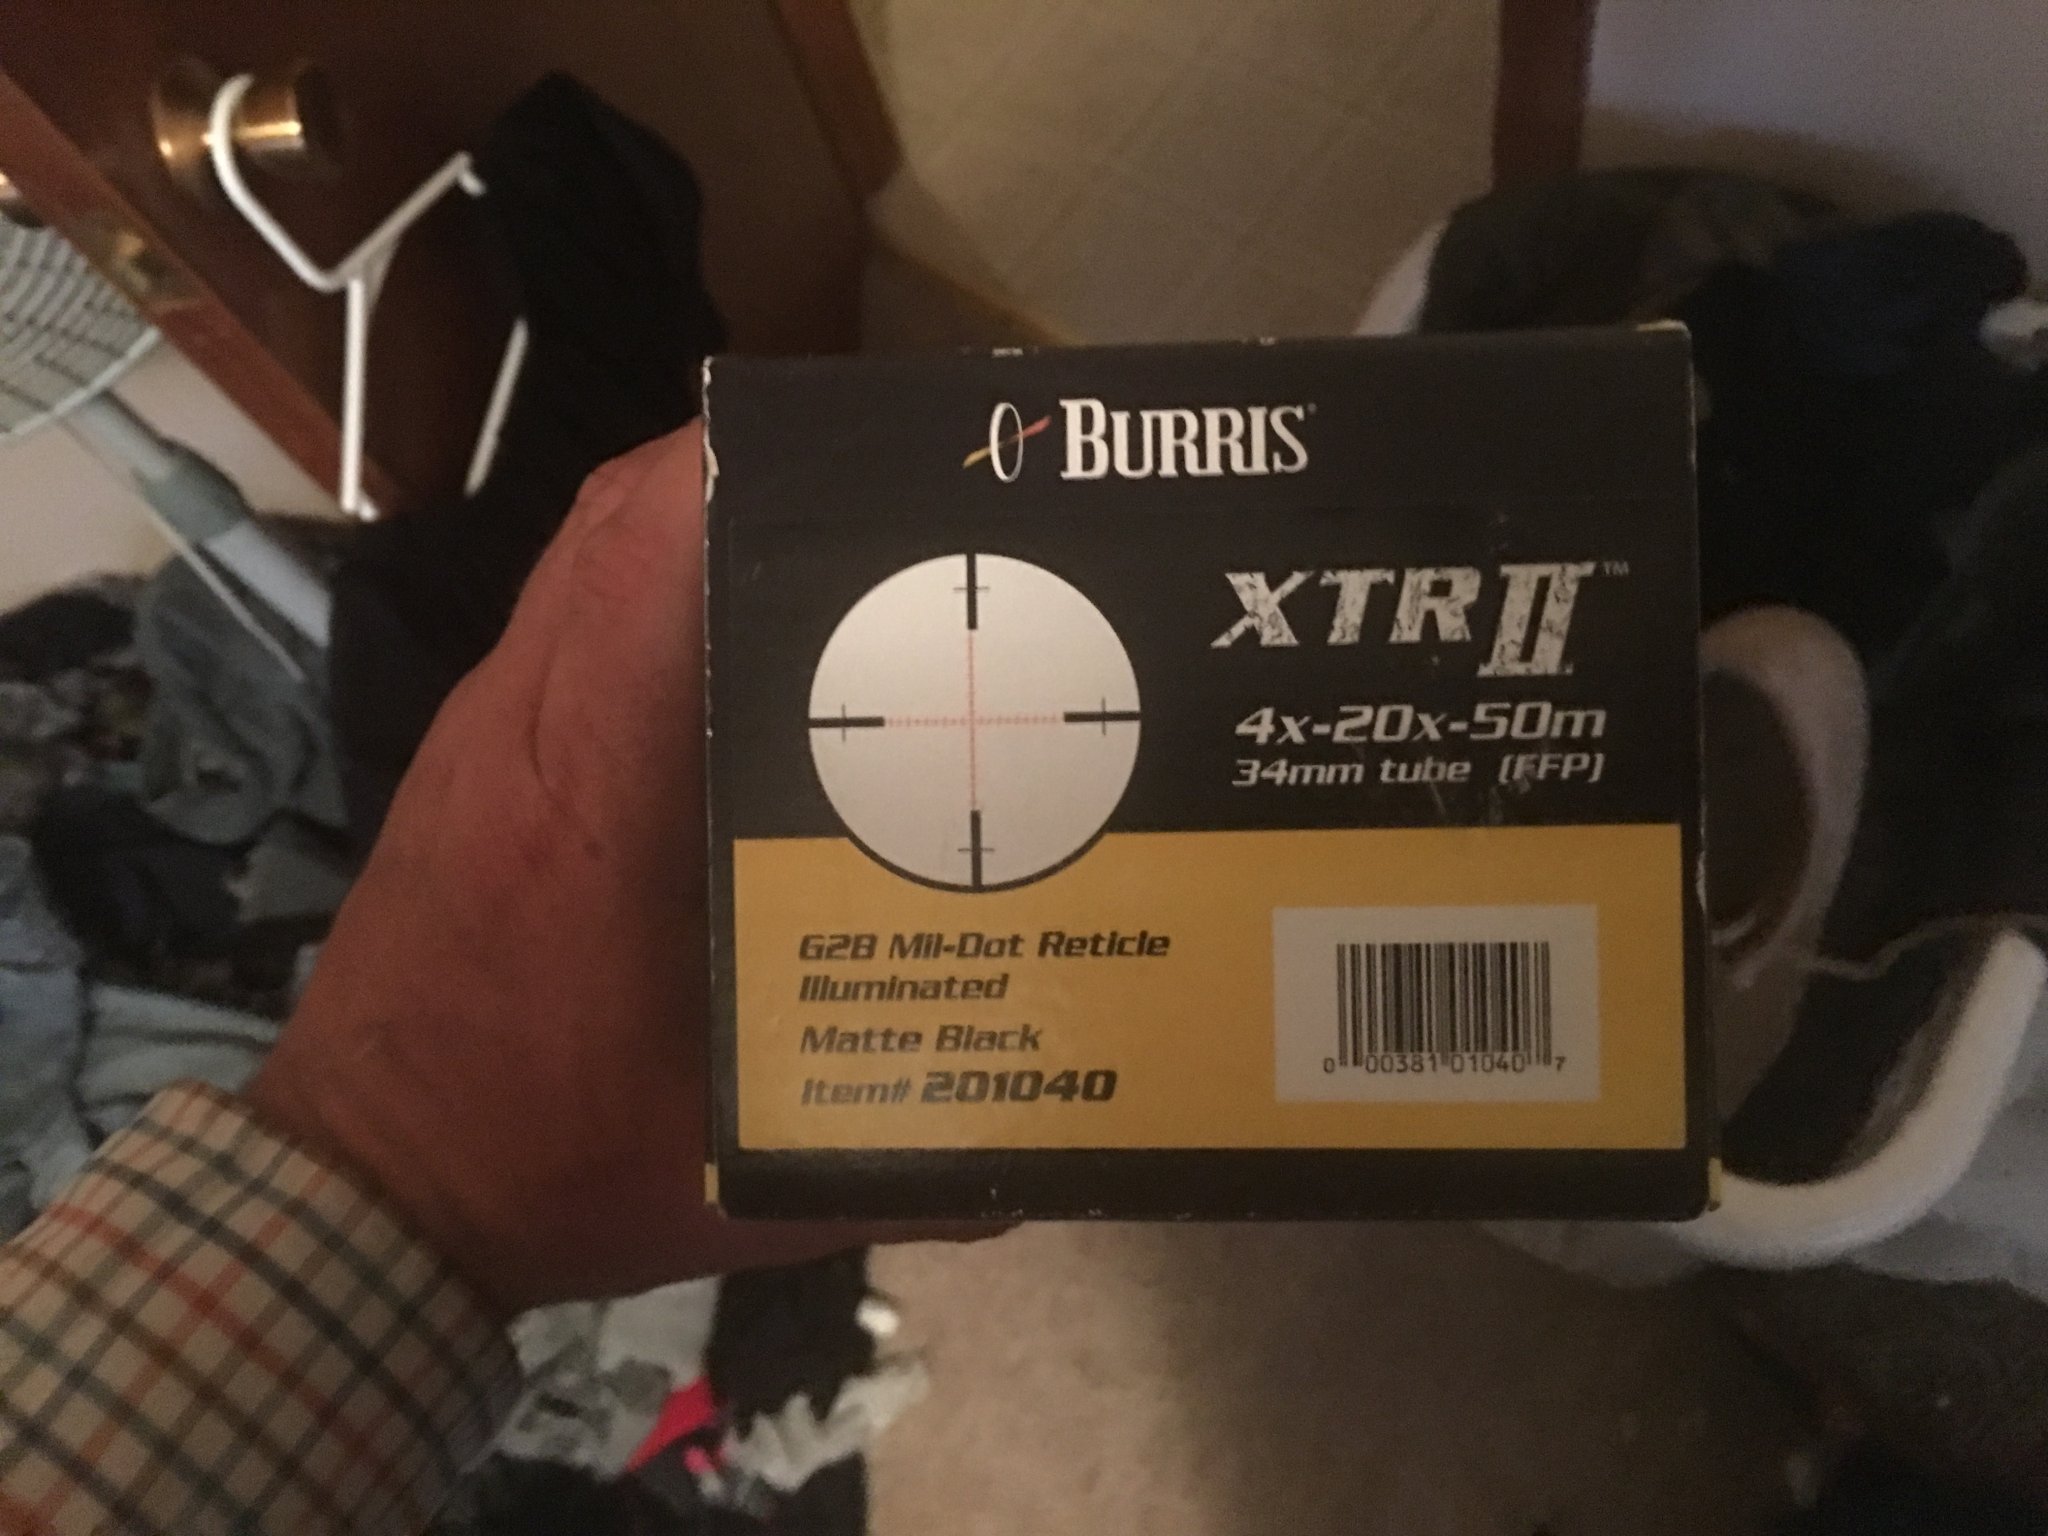 BURRIS
XTR II™
4x-20x-50m
34mm tube (FFP)
G2B Mil-Dot Reticle
Illuminated
Matte Black
Item# 201040
0 00381 01040 7